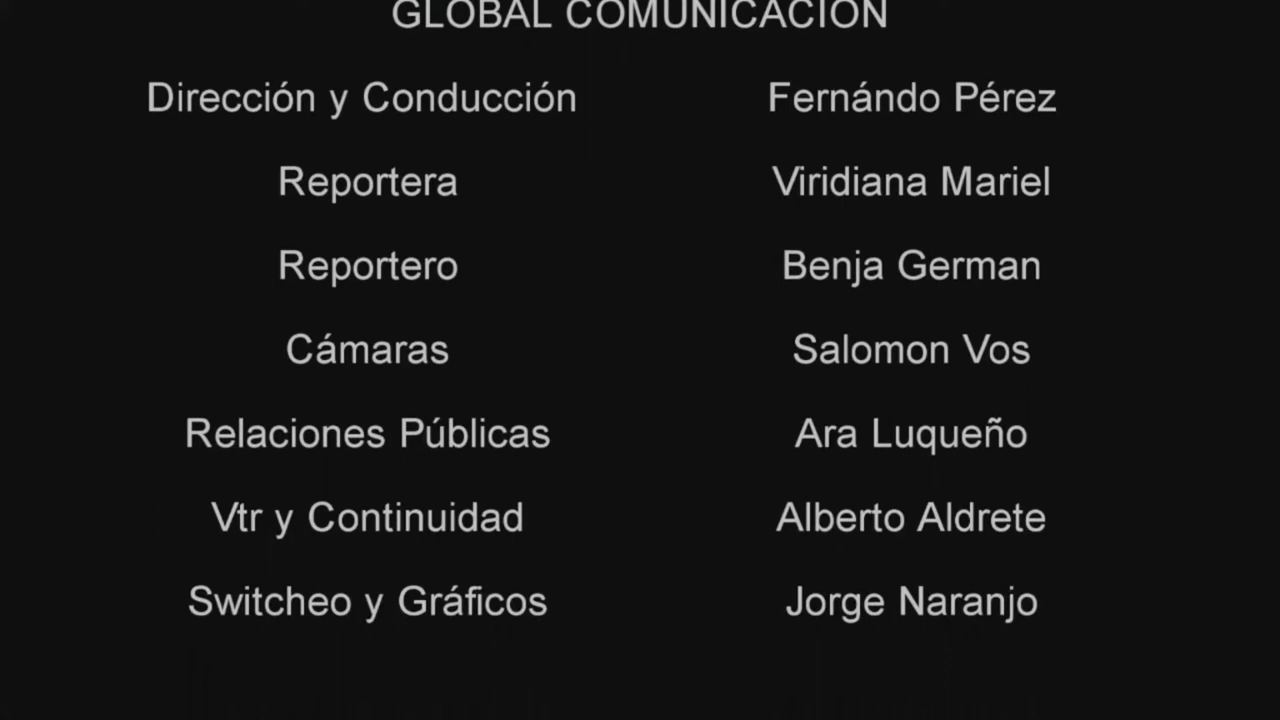 GLOBAL COMUNICACIÓN
Dirección y Conducción Fernándo Pérez
Reportera Viridiana Mariel
Reportero Benja German
Cámaras Salomon Vos
Relaciones Públicas Ara Luqueño
Vtr y Continuidad Alberto Aldrete
Switcheo y Gráficos Jorge Naranjo